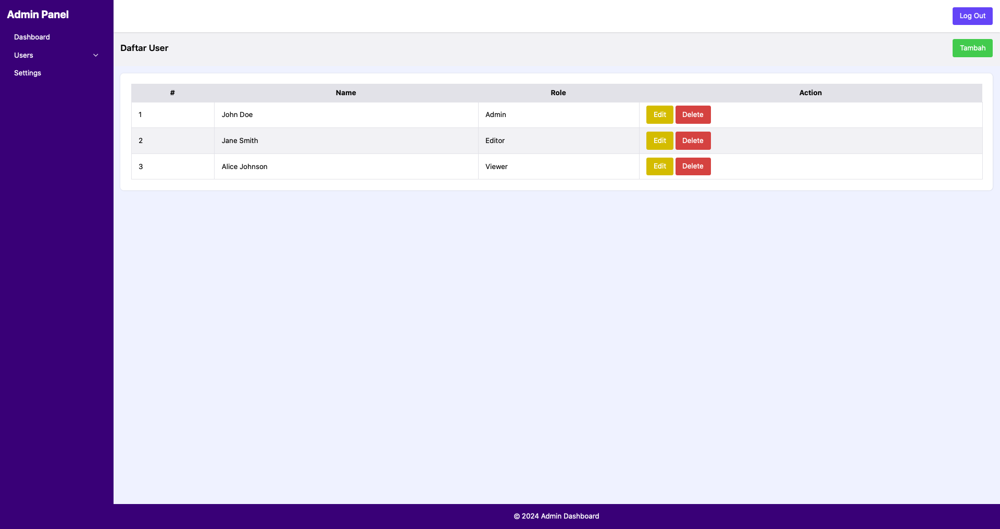 Admin Panel
Dashboard
Users
Settings
Log Out
Daftar User
Tambah
# Name Role Action
1 John Doe Admin Edit Delete
2 Jane Smith Editor Edit Delete
3 Alice Johnson Viewer Edit Delete
© 2024 Admin Dashboard